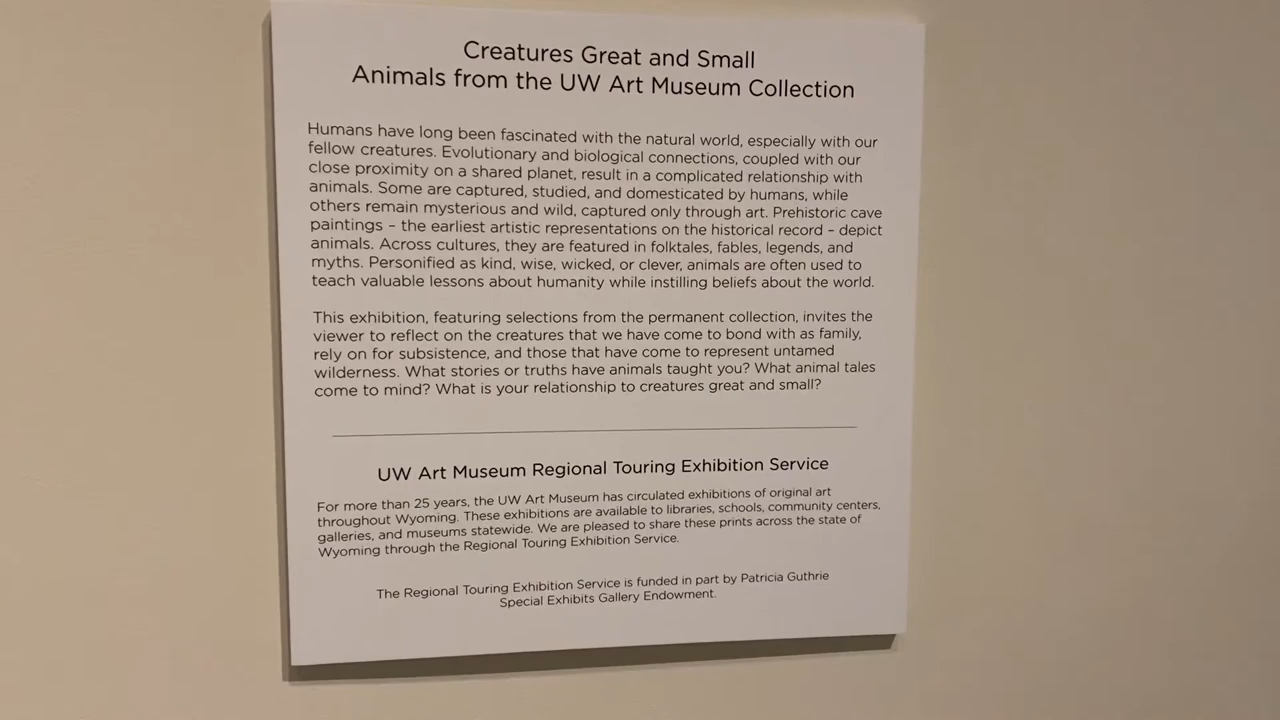 Creatures Great and Small
Animals from the UW Art Museum Collection
Humans have long been fascinated with the natural world, especially with our
fellow creatures. Evolutionary and biological connections, coupled with our
close proximity on a shared planet, result in a complicated relationship with
animals. Some are captured, studied, and domesticated by humans, while
others remain mysterious and wild, captured only through art. Prehistoric cave
paintings – the earliest artistic representations on the historical record – depict
animals. Across cultures, they are featured in folktales, fables, legends, and
myths. Personified as kind, wise, wicked, or clever, animals are often used to
teach valuable lessons about humanity while instilling beliefs about the world.
This exhibition, featuring selections from the permanent collection, invites the
viewer to reflect on the creatures that we have come to bond with as family,
rely on for subsistence, and those that have come to represent untamed
wilderness. What stories or truths have animals taught you? What animal tales
come to mind? What is your relationship to creatures great and small?
UW Art Museum Regional Touring Exhibition Service
For more than 25 years, the UW Art Museum has circulated exhibitions of original art
throughout Wyoming. These exhibitions are available to libraries, schools, community centers,
galleries, and museums statewide. We are pleased to share these prints across the state of
Wyoming through the Regional Touring Exhibition Service.
The Regional Touring Exhibition Service is funded in part by Patricia Guthrie
Special Exhibits Gallery Endowment.